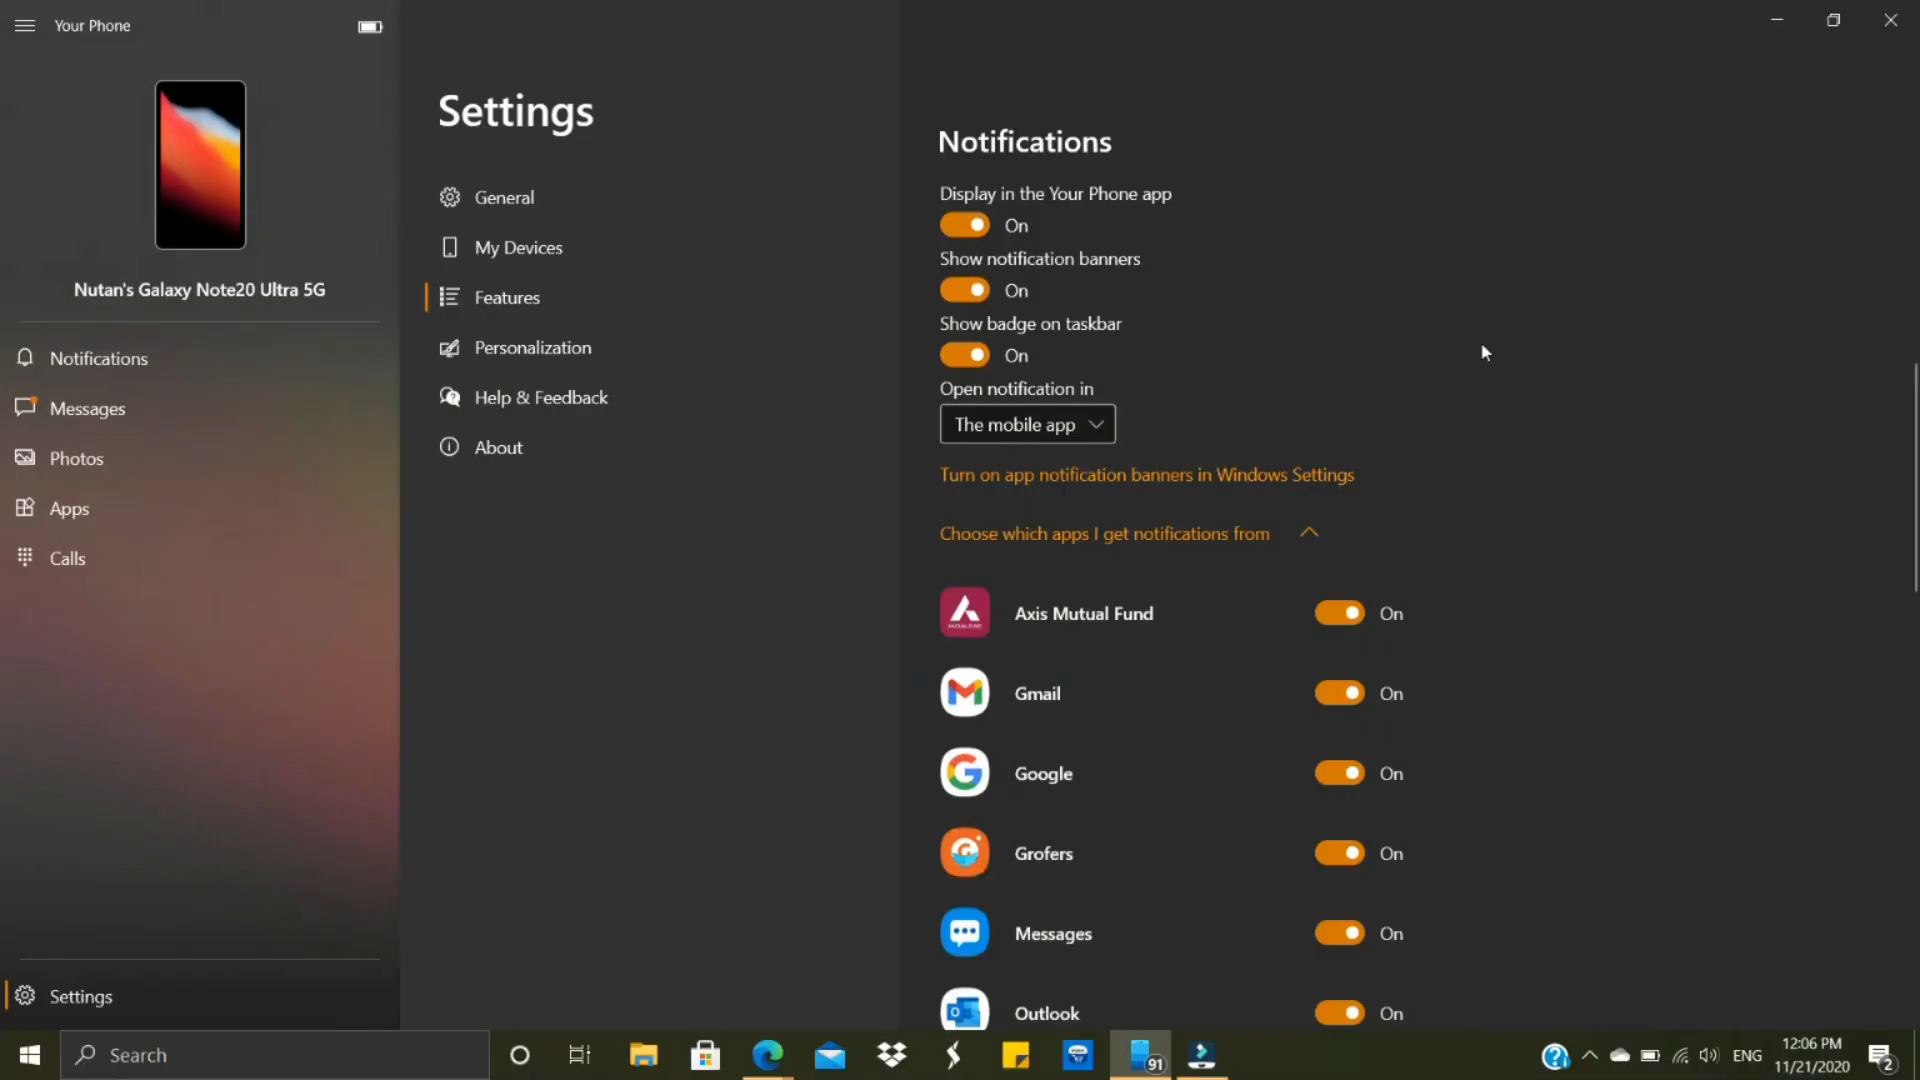 Your Phone
Nutan's Galaxy Note20 Ultra 5G
Notifications
Messages
Photos
Apps
Calls
Settings
Settings
General
My Devices
Features
Personalization
Help & Feedback
About
Notifications
Display in the Your Phone app
On
Show notification banners
On
Show badge on taskbar
On
Open notification in
The mobile app
Turn on app notification banners in Windows Settings
Choose which apps I get notifications from
Axis Mutual Fund On
Gmail On
Google On
Grofers On
Messages On
Outlook On
Search
91
ENG
12:06 PM
11/21/2020
2